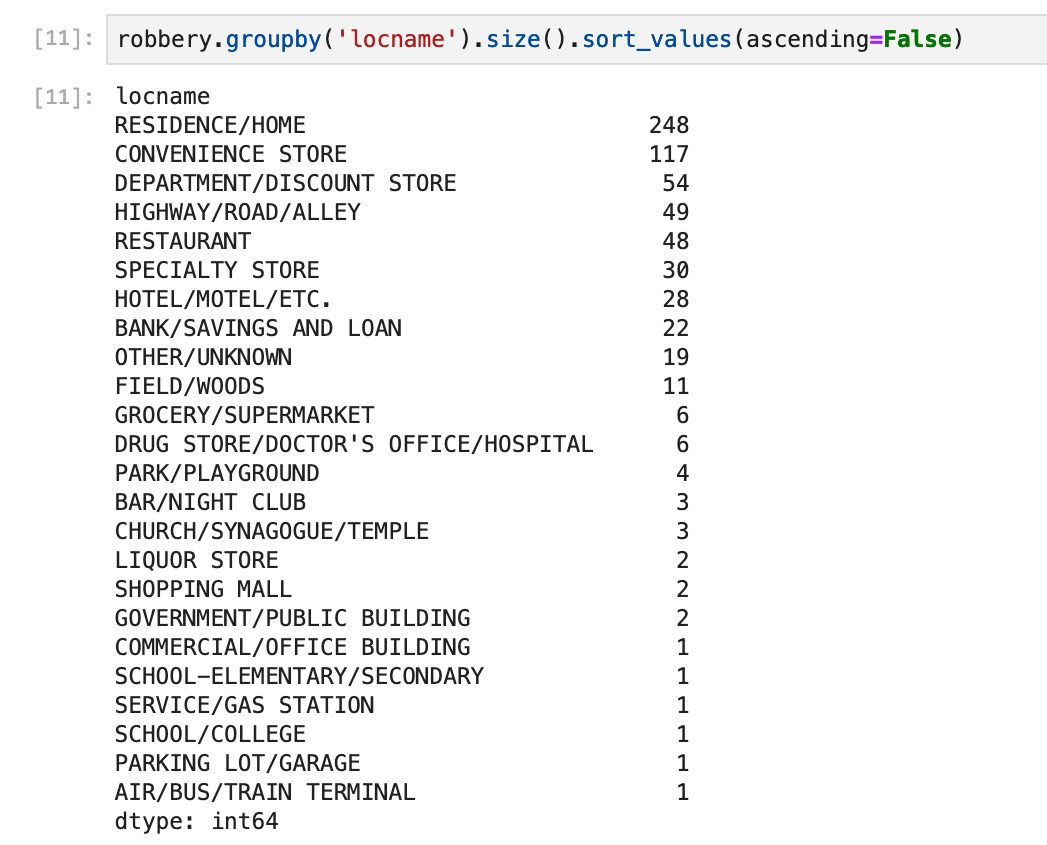 [11]: robbery.groupby('locname').size().sort_values(ascending=False)
[11]: locname
RESIDENCE/HOME 248
CONVENIENCE STORE 117
DEPARTMENT/DISCOUNT STORE 54
HIGHWAY/ROAD/ALLEY 49
RESTAURANT 48
SPECIALTY STORE 30
HOTEL/MOTEL/ETC. 28
BANK/SAVINGS AND LOAN 22
OTHER/UNKNOWN 19
FIELD/WOODS 11
GROCERY/SUPERMARKET 6
DRUG STORE/DOCTOR'S OFFICE/HOSPITAL 6
PARK/PLAYGROUND 4
BAR/NIGHT CLUB 3
CHURCH/SYNAGOGUE/TEMPLE 3
LIQUOR STORE 2
SHOPPING MALL 2
GOVERNMENT/PUBLIC BUILDING 2
COMMERCIAL/OFFICE BUILDING 1
SCHOOL-ELEMENTARY/SECONDARY 1
SERVICE/GAS STATION 1
SCHOOL/COLLEGE 1
PARKING LOT/GARAGE 1
AIR/BUS/TRAIN TERMINAL 1
dtype: int64